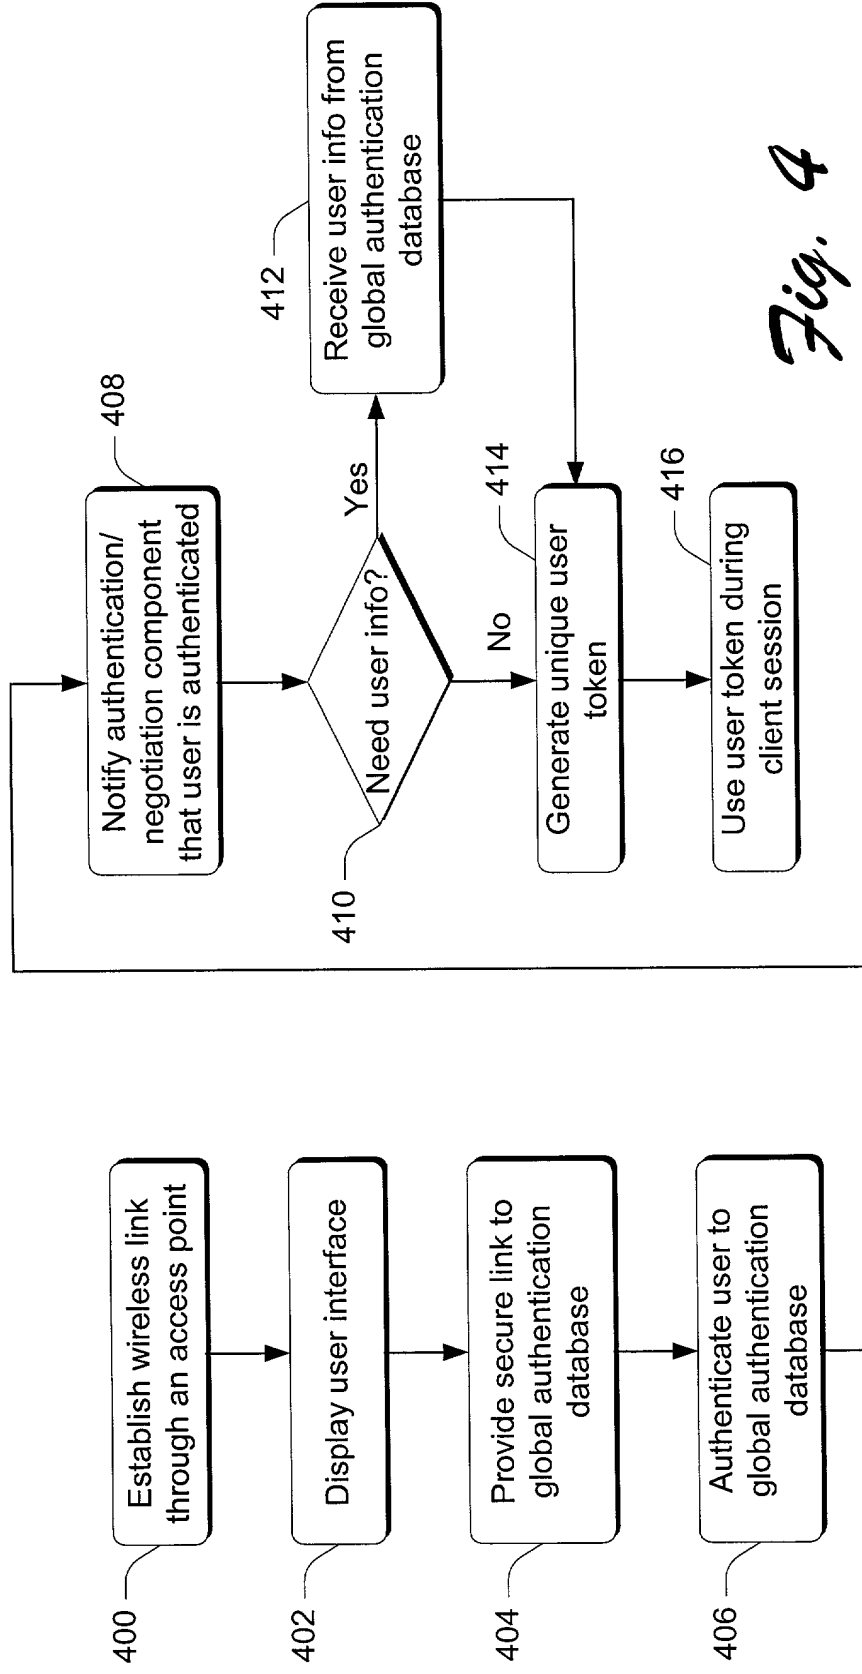 400
Establish wireless link
through an access point
402
Display user interface
404
Provide secure link to
global authentication
database
406
Authenticate user to
global authentication
database
408
Notify authentication/
negotiation component
that user is authenticated
410
Need user info?
Yes
No
412
Receive user info from
global authentication
database
414
Generate unique user
token
416
Use user token during
client session
Fig. 4